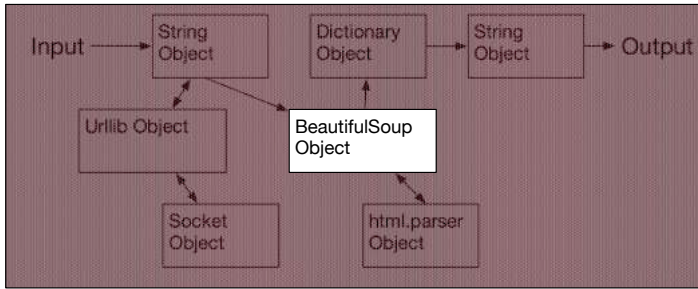 Input
String
Object
Dictionary
Object
String
Object
Output
Urllib Object
BeautifulSoup
Object
Socket
Object
html.parser
Object